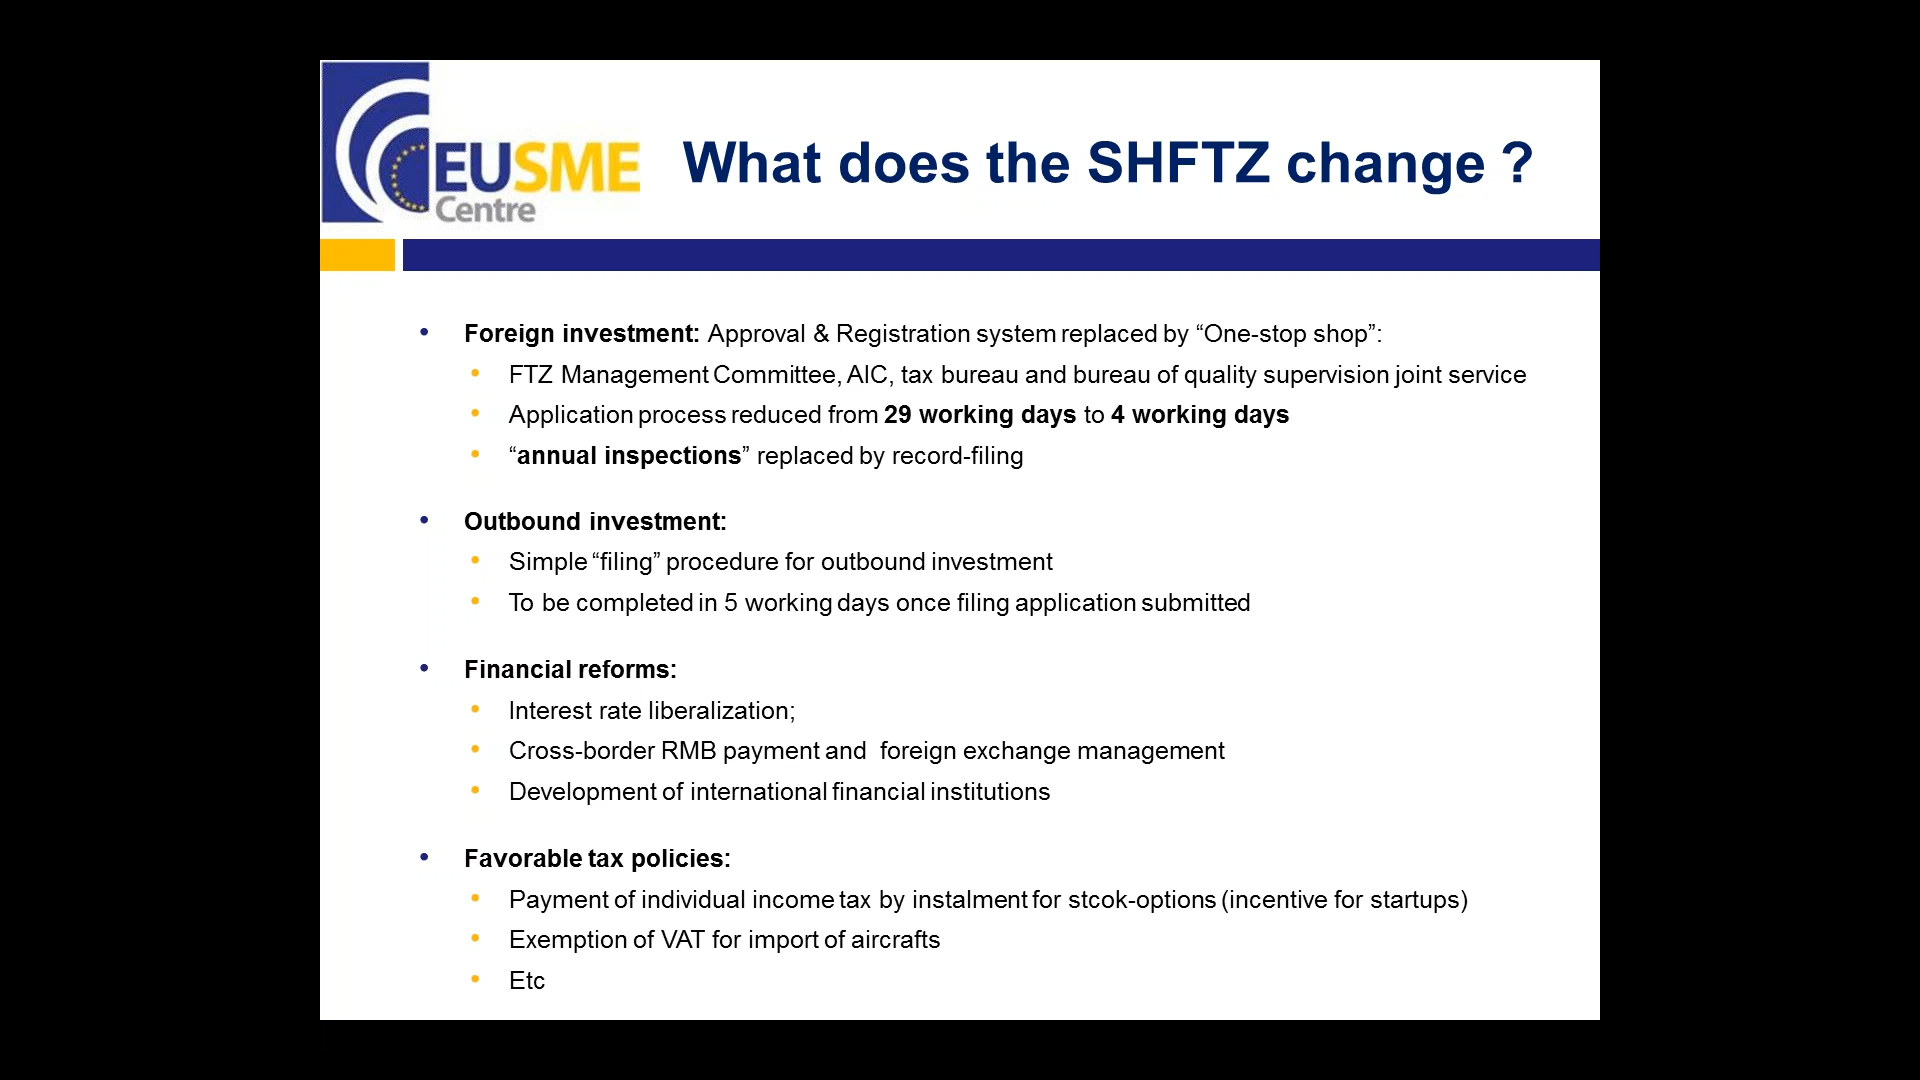 EUSME
Centre
What does the SHFTZ change ?
• Foreign investment: Approval & Registration system replaced by “One-stop shop”:
• FTZ Management Committee, AIC, tax bureau and bureau of quality supervision joint service
• Application process reduced from 29 working days to 4 working days
• “annual inspections” replaced by record-filing
• Outbound investment:
• Simple “filing” procedure for outbound investment
• To be completed in 5 working days once filing application submitted
• Financial reforms:
• Interest rate liberalization;
• Cross-border RMB payment and  foreign exchange management
• Development of international financial institutions
• Favorable tax policies:
• Payment of individual income tax by instalment for stcok-options (incentive for startups)
• Exemption of VAT for import of aircrafts
• Etc